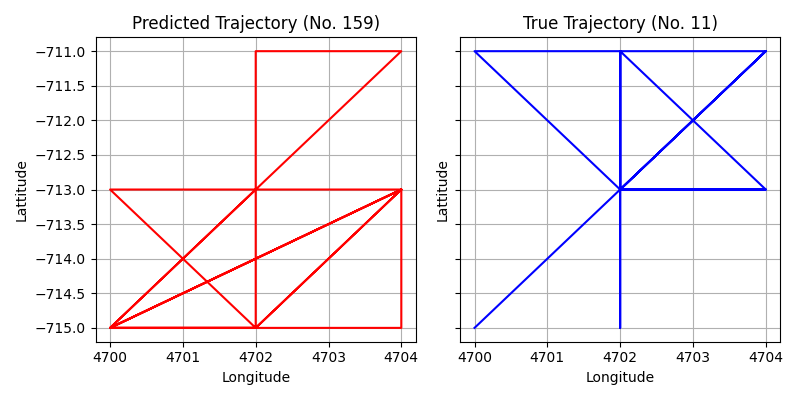 Predicted Trajectory (No. 159)
True Trajectory (No. 11)
Lattitude
−711.0
−711.5
−712.0
−712.5
−713.0
−713.5
−714.0
−714.5
−715.0
4700 4701 4702 4703 4704
Longitude
Lattitude
4700 4701 4702 4703 4704
Longitude